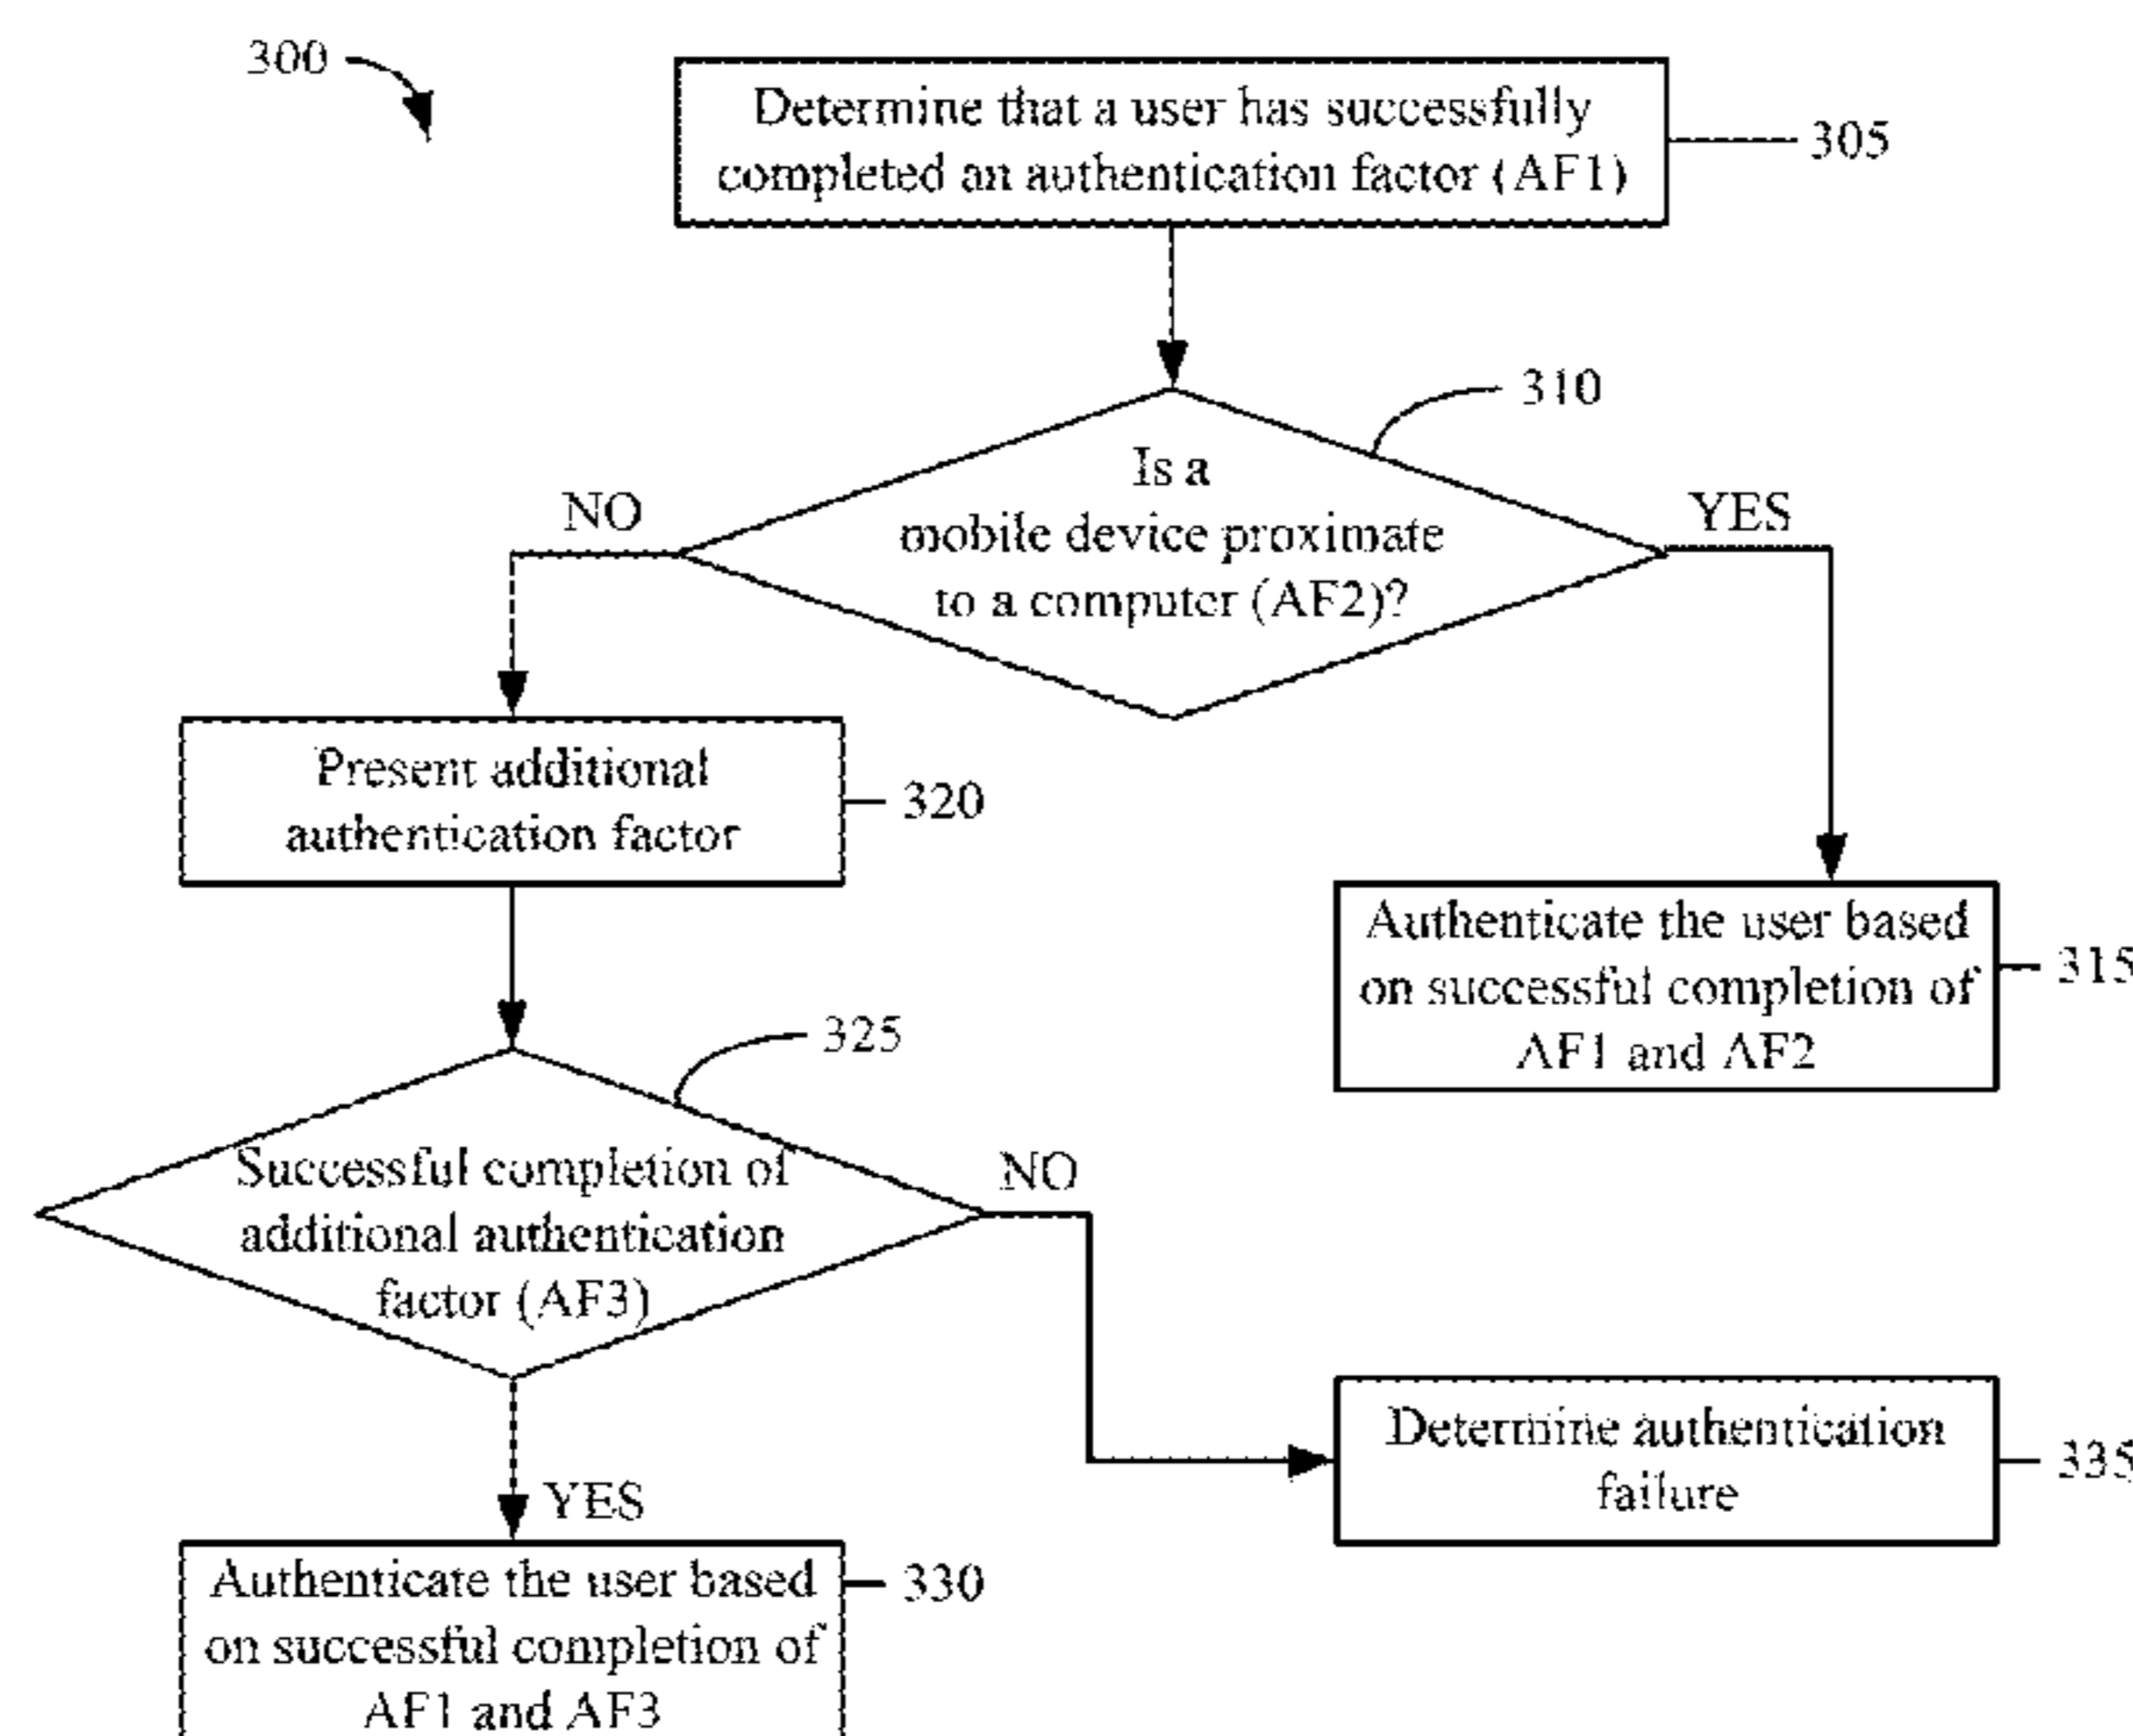 300
Determine that a user has successfully
completed an authentication factor (AF1)
305
310
Is a
mobile device proximate
to a computer (AF2)?
NO
YES
Present additional
authentication factor
320
Authenticate the user based
on successful completion of
AF1 and AF2
315
325
Successful completion of
additional authentication
factor (AF3)
NO
YES
Determine authentication
failure
335
Authenticate the user based
on successful completion of
AF1 and AF3
330